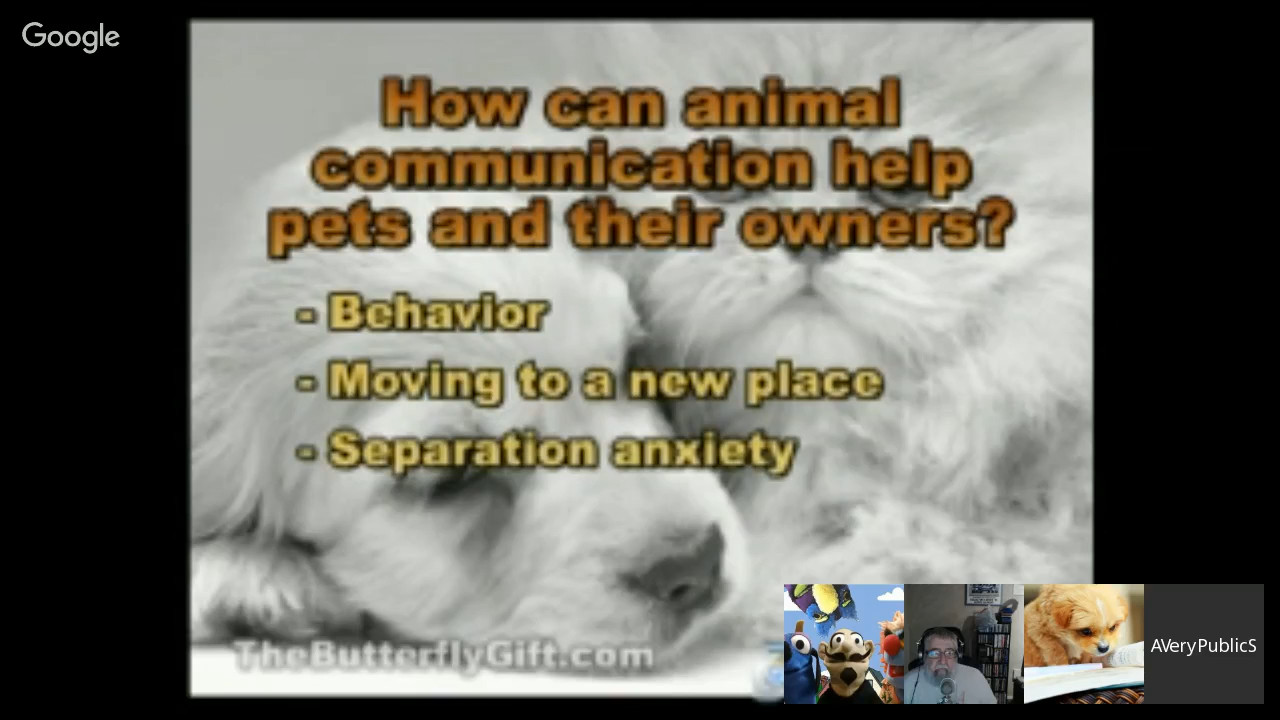 Google
How can animal
communication help
pets and their owners?
- Behavior
- Moving to a new place
- Separation anxiety
TheButterflyGift.com
AVeryPublicS